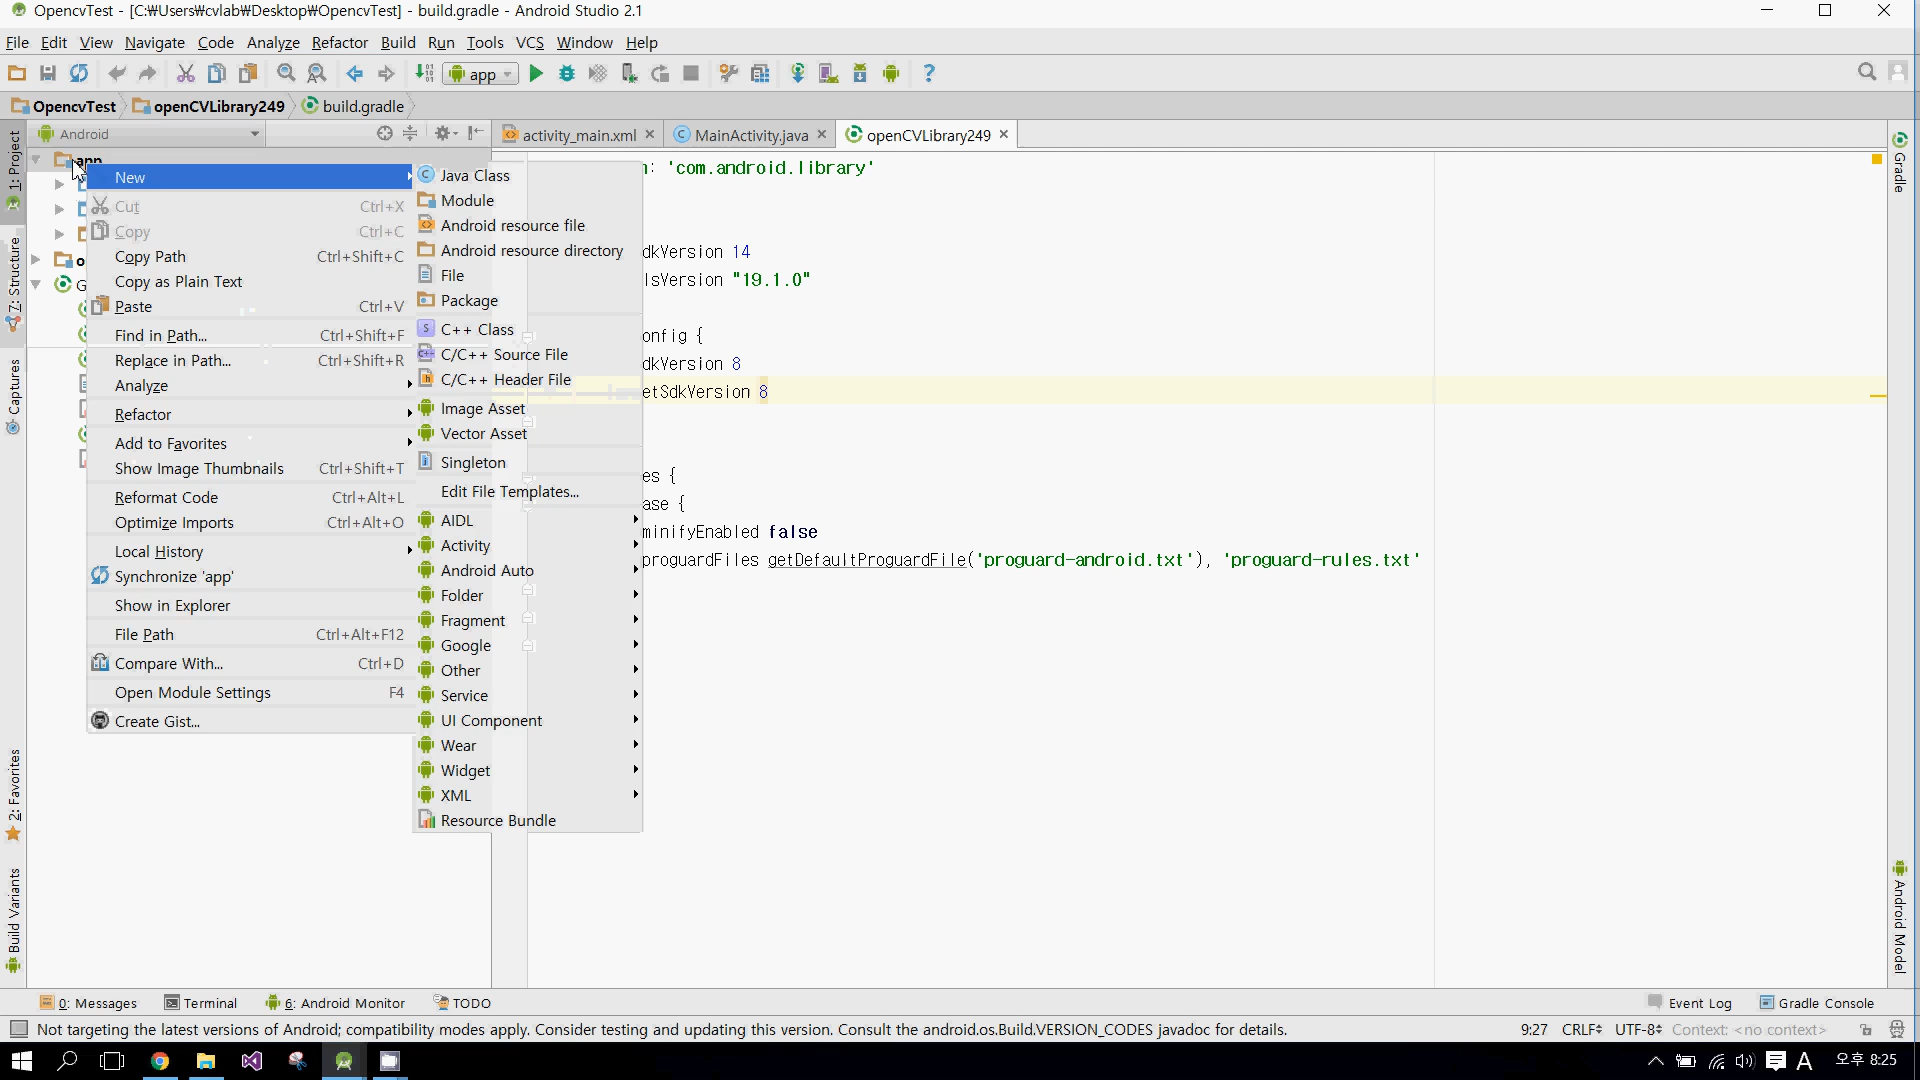 OpencvTest - [C:₩Users₩cvlab₩Desktop₩OpencvTest] - build.gradle - Android Studio 2.1
File Edit View Navigate Code Analyze Refactor Build Run Tools VCS Window Help
app
OpencvTest openCVLibrary249 build.gradle
Android
activity_main.xml MainActivity.java openCVLibrary249
1: Project
7: Structure
Captures
2: Favorites
Build Variants
Gradle
Android Model
app
New
Cut Ctrl+X
Copy Ctrl+C
Copy Path Ctrl+Shift+C
Copy as Plain Text
Paste Ctrl+V
Find in Path... Ctrl+Shift+F
Replace in Path... Ctrl+Shift+R
Analyze
Refactor
Add to Favorites
Show Image Thumbnails Ctrl+Shift+T
Reformat Code Ctrl+Alt+L
Optimize Imports Ctrl+Alt+O
Local History
Synchronize 'app'
Show in Explorer
File Path Ctrl+Alt+F12
Compare With... Ctrl+D
Open Module Settings F4
Create Gist...
Java Class
Module
Android resource file
Android resource directory
File
Package
C++ Class
C/C++ Source File
C/C++ Header File
Image Asset
Vector Asset
Singleton
Edit File Templates...
AIDL
Activity
Android Auto
Folder
Fragment
Google
Other
Service
UI Component
Wear
Widget
XML
Resource Bundle
: 'com.android.library'
dkVersion 14
lsVersion "19.1.0"
onfig {
dkVersion 8
etSdkVersion 8
es {
ase {
minifyEnabled false
proguardFiles getDefaultProguardFile('proguard-android.txt'), 'proguard-rules.txt'
0: Messages Terminal 6: Android Monitor TODO Event Log Gradle Console
Not targeting the latest versions of Android; compatibility modes apply. Consider testing and updating this version. Consult the android.os.Build.VERSION_CODES javadoc for details. 9:27 CRLF UTF-8 Context: <no context>
A 오후 8:25